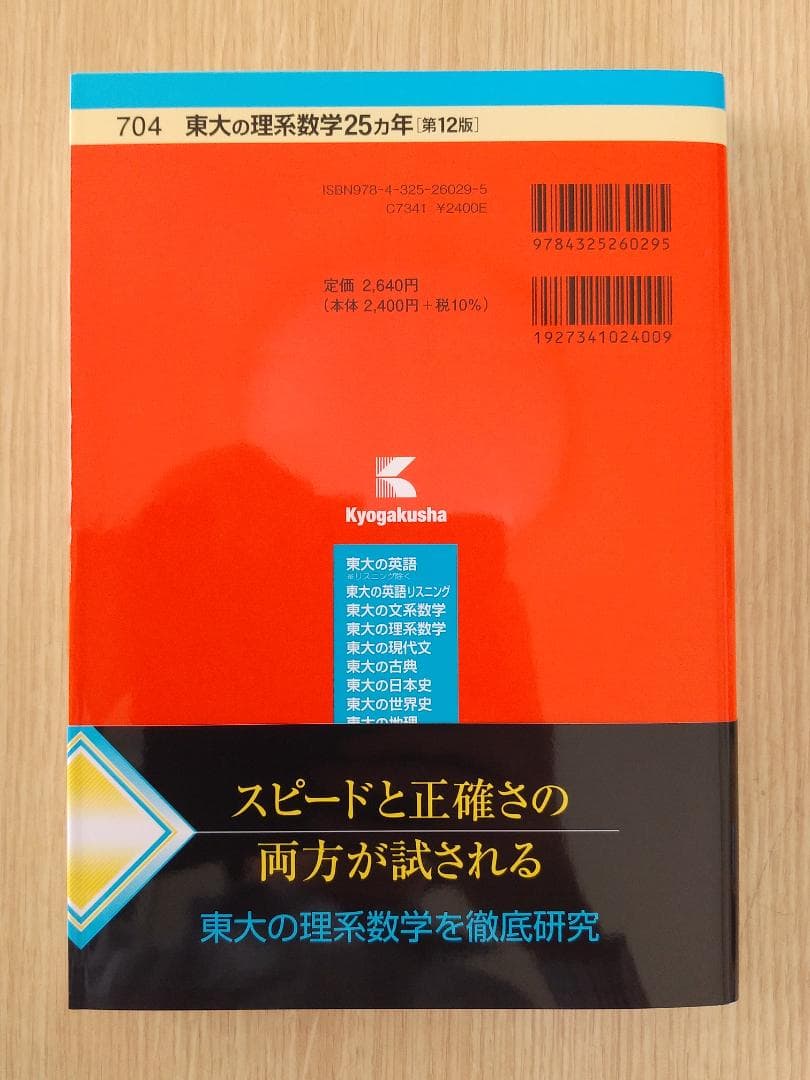 704 東大の理系数学25カ年[第12版]
ISBN978-4-325-26029-5
C7341 ¥2400E
9784325260295
定価 2,640円
(本体 2,400円+税10%)
1927341024009
Kyogakusha
東大の英語
※リスニング除く
東大の英語リスニング
東大の文系数学
東大の理系数学
東大の現代文
東大の古典
東大の日本史
東大の世界史
東大の地理
スピードと正確さの
両方が試される
東大の理系数学を徹底研究